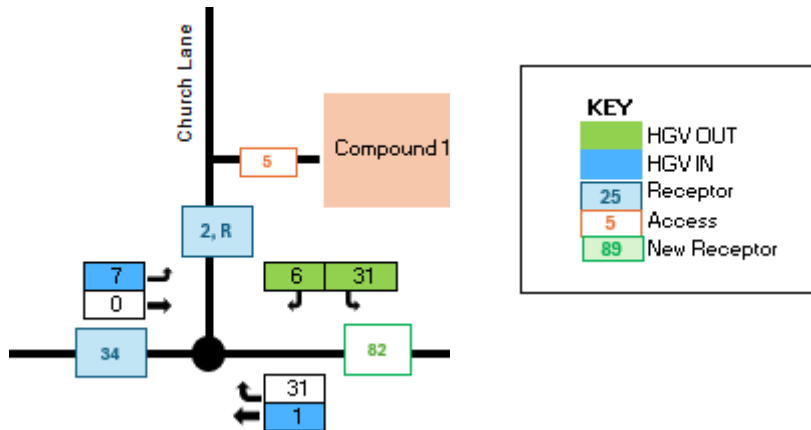 Church Lane
Compound 1
5
2, R
7
0
6 31
34
82
31
1
KEY
HGV OUT
HGV IN
25 Receptor
5 Access
89 New Receptor